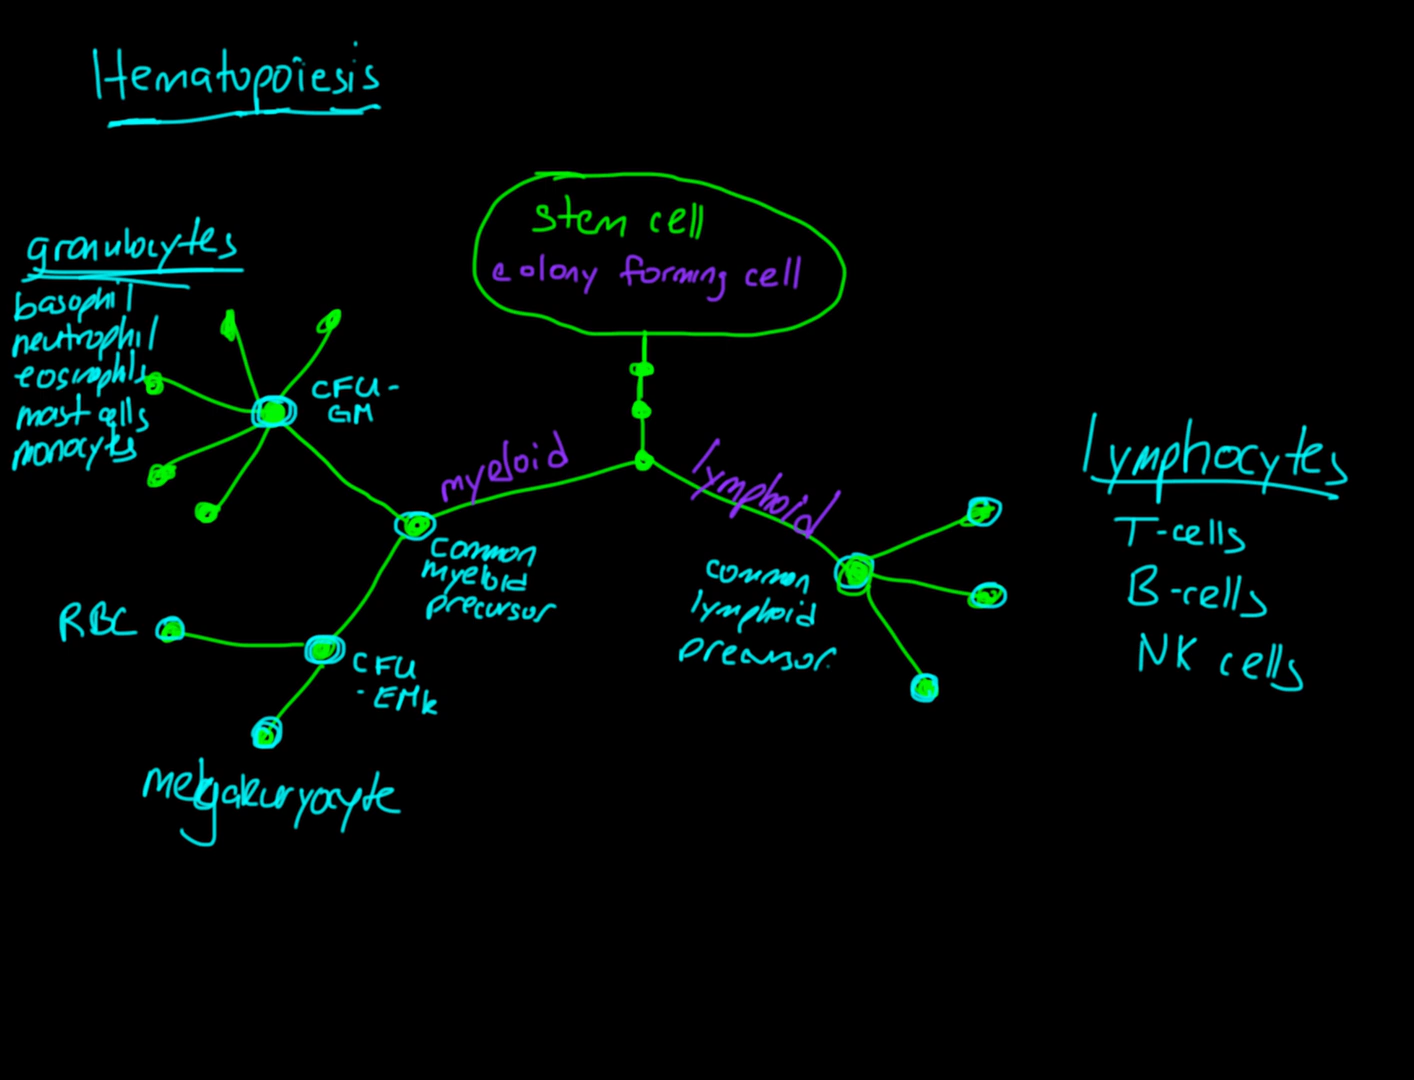 Hematopoiesis
stem cell
colony forming cell
granulocytes
basophil
neutrophil
eosinophils
mast cells
monocytes
CFU-
GM
myeloid
lymphoid
common
myeloid
precursor
common
lymphoid
precursor.
Lymphocytes
T-cells
B-cells
NK cells
RBC
CFU
-EMk
megakaryocyte